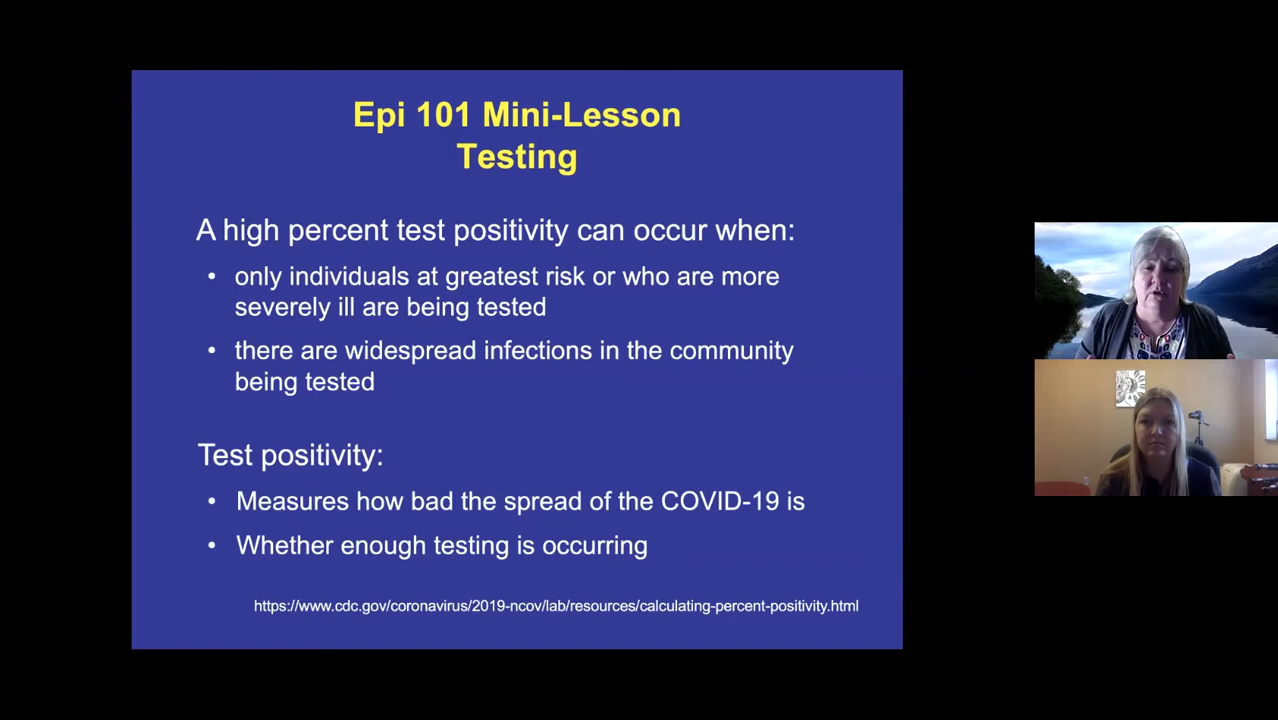 Epi 101 Mini-Lesson
Testing
A high percent test positivity can occur when:
• only individuals at greatest risk or who are more
severely ill are being tested
• there are widespread infections in the community
being tested
Test positivity:
• Measures how bad the spread of the COVID-19 is
• Whether enough testing is occurring
https://www.cdc.gov/coronavirus/2019-ncov/lab/resources/calculating-percent-positivity.html